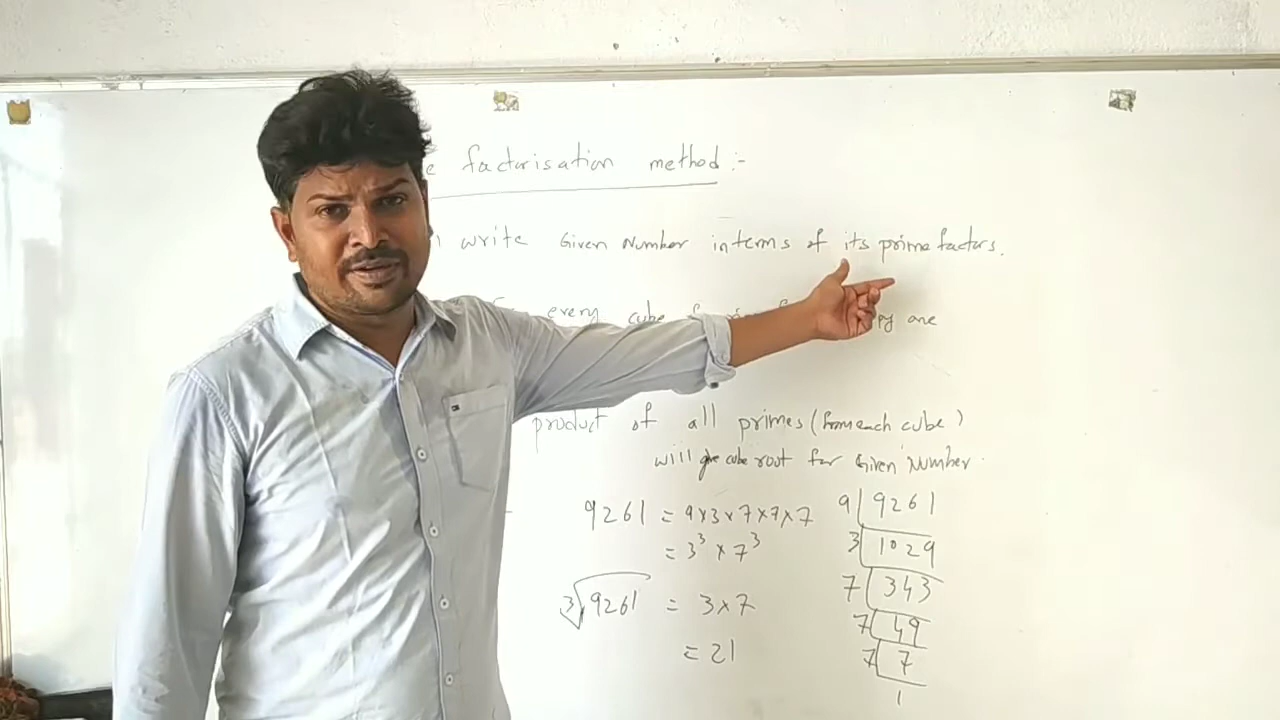 e factorisation method :-
write Given Number interms of its prime factors.
every cube py one
product of all primes (from each cube)
will give cube root for Given Number.
9261 = 9×3×7×7×7
= 3³ × 7³
∛9261 = 3×7
= 21
9 | 9261
3 | 1029
7 | 343
7 | 49
7 | 7
1